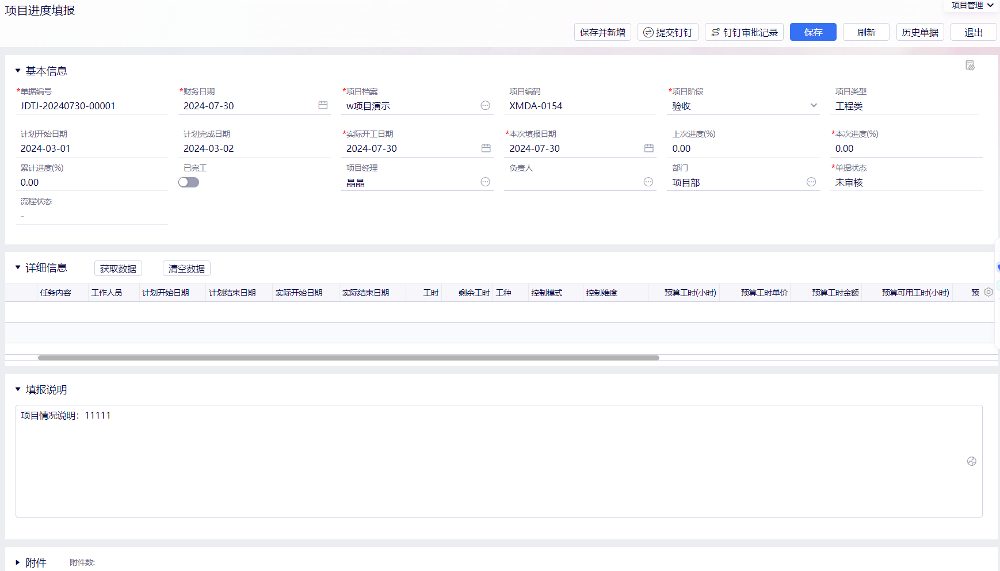 项目进度填报
项目管理
保存并新增 提交钉钉 钉钉审批记录 保存 刷新 历史单据 退出
基本信息
*单据编号 *财务日期 *项目档案 项目编码 *项目阶段 项目类型
JDTJ-20240730-00001 2024-07-30 w项目演示 XMDA-0154 验收 工程类
计划开始日期 计划完成日期 *实际开工日期 *本次填报日期 上次进度(%) *本次进度(%)
2024-03-01 2024-03-02 2024-07-30 2024-07-30 0.00 0.00
累计进度(%) 已完工 项目经理 负责人 部门 *单据状态
0.00 晶晶 项目部 未审核
流程状态
-
详细信息 获取数据 清空数据
任务内容 工作人员 计划开始日期 计划结束日期 实际开始日期 实际结束日期 工时 剩余工时 工种 控制模式 控制维度 预算工时(小时) 预算工时单价 预算工时金额 预算可用工时(小时) 预
填报说明
项目情况说明：11111
附件 附件数: